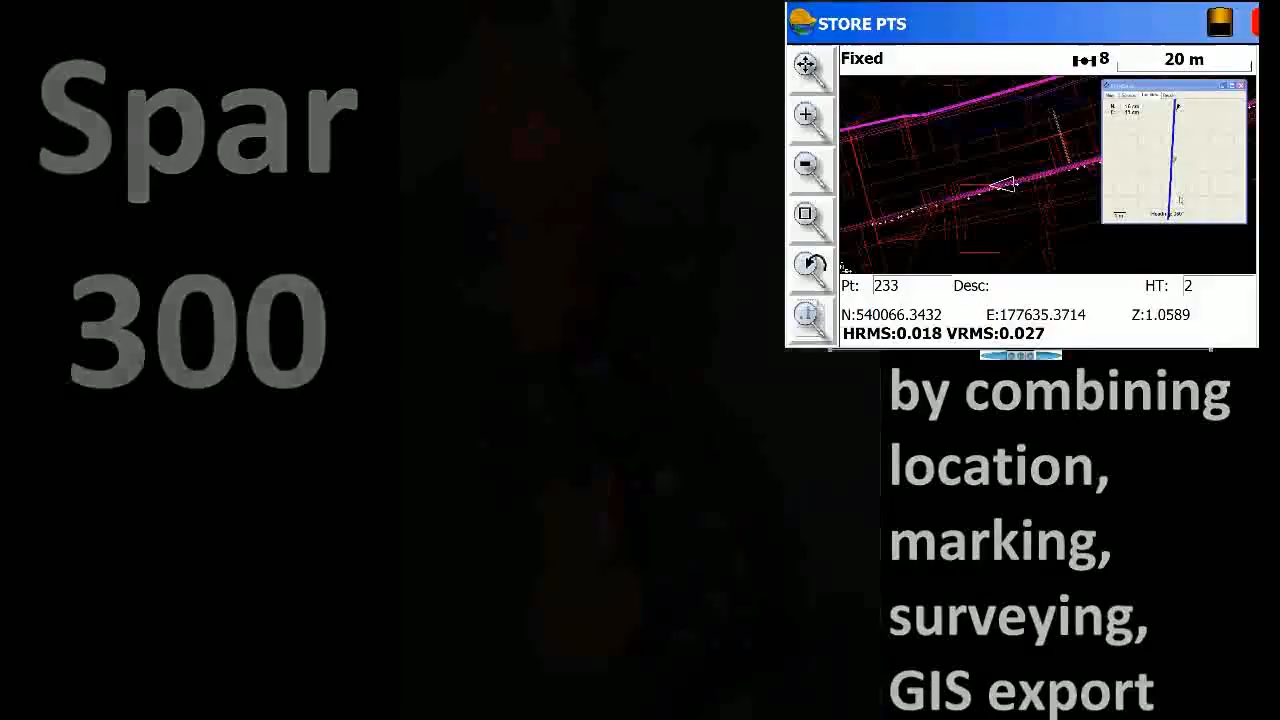 Spar
300
STORE PTS
Fixed
8
20 m
Pt: 233 Desc: HT: 2
N:540066.3432 E:177635.3714 Z:1.0589
HRMS:0.018 VRMS:0.027
by combining
location,
marking,
surveying,
GIS export